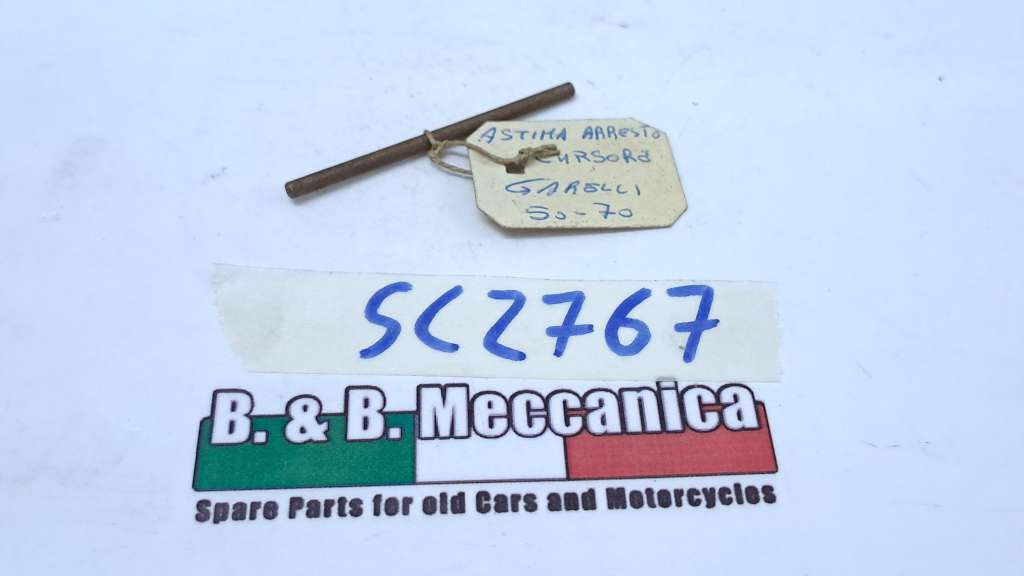 ASTINA ARRESTO
CURSORE
GARELLI
50-70
SC2767
B. & B. Meccanica
Spare Parts for old Cars and Motorcycles